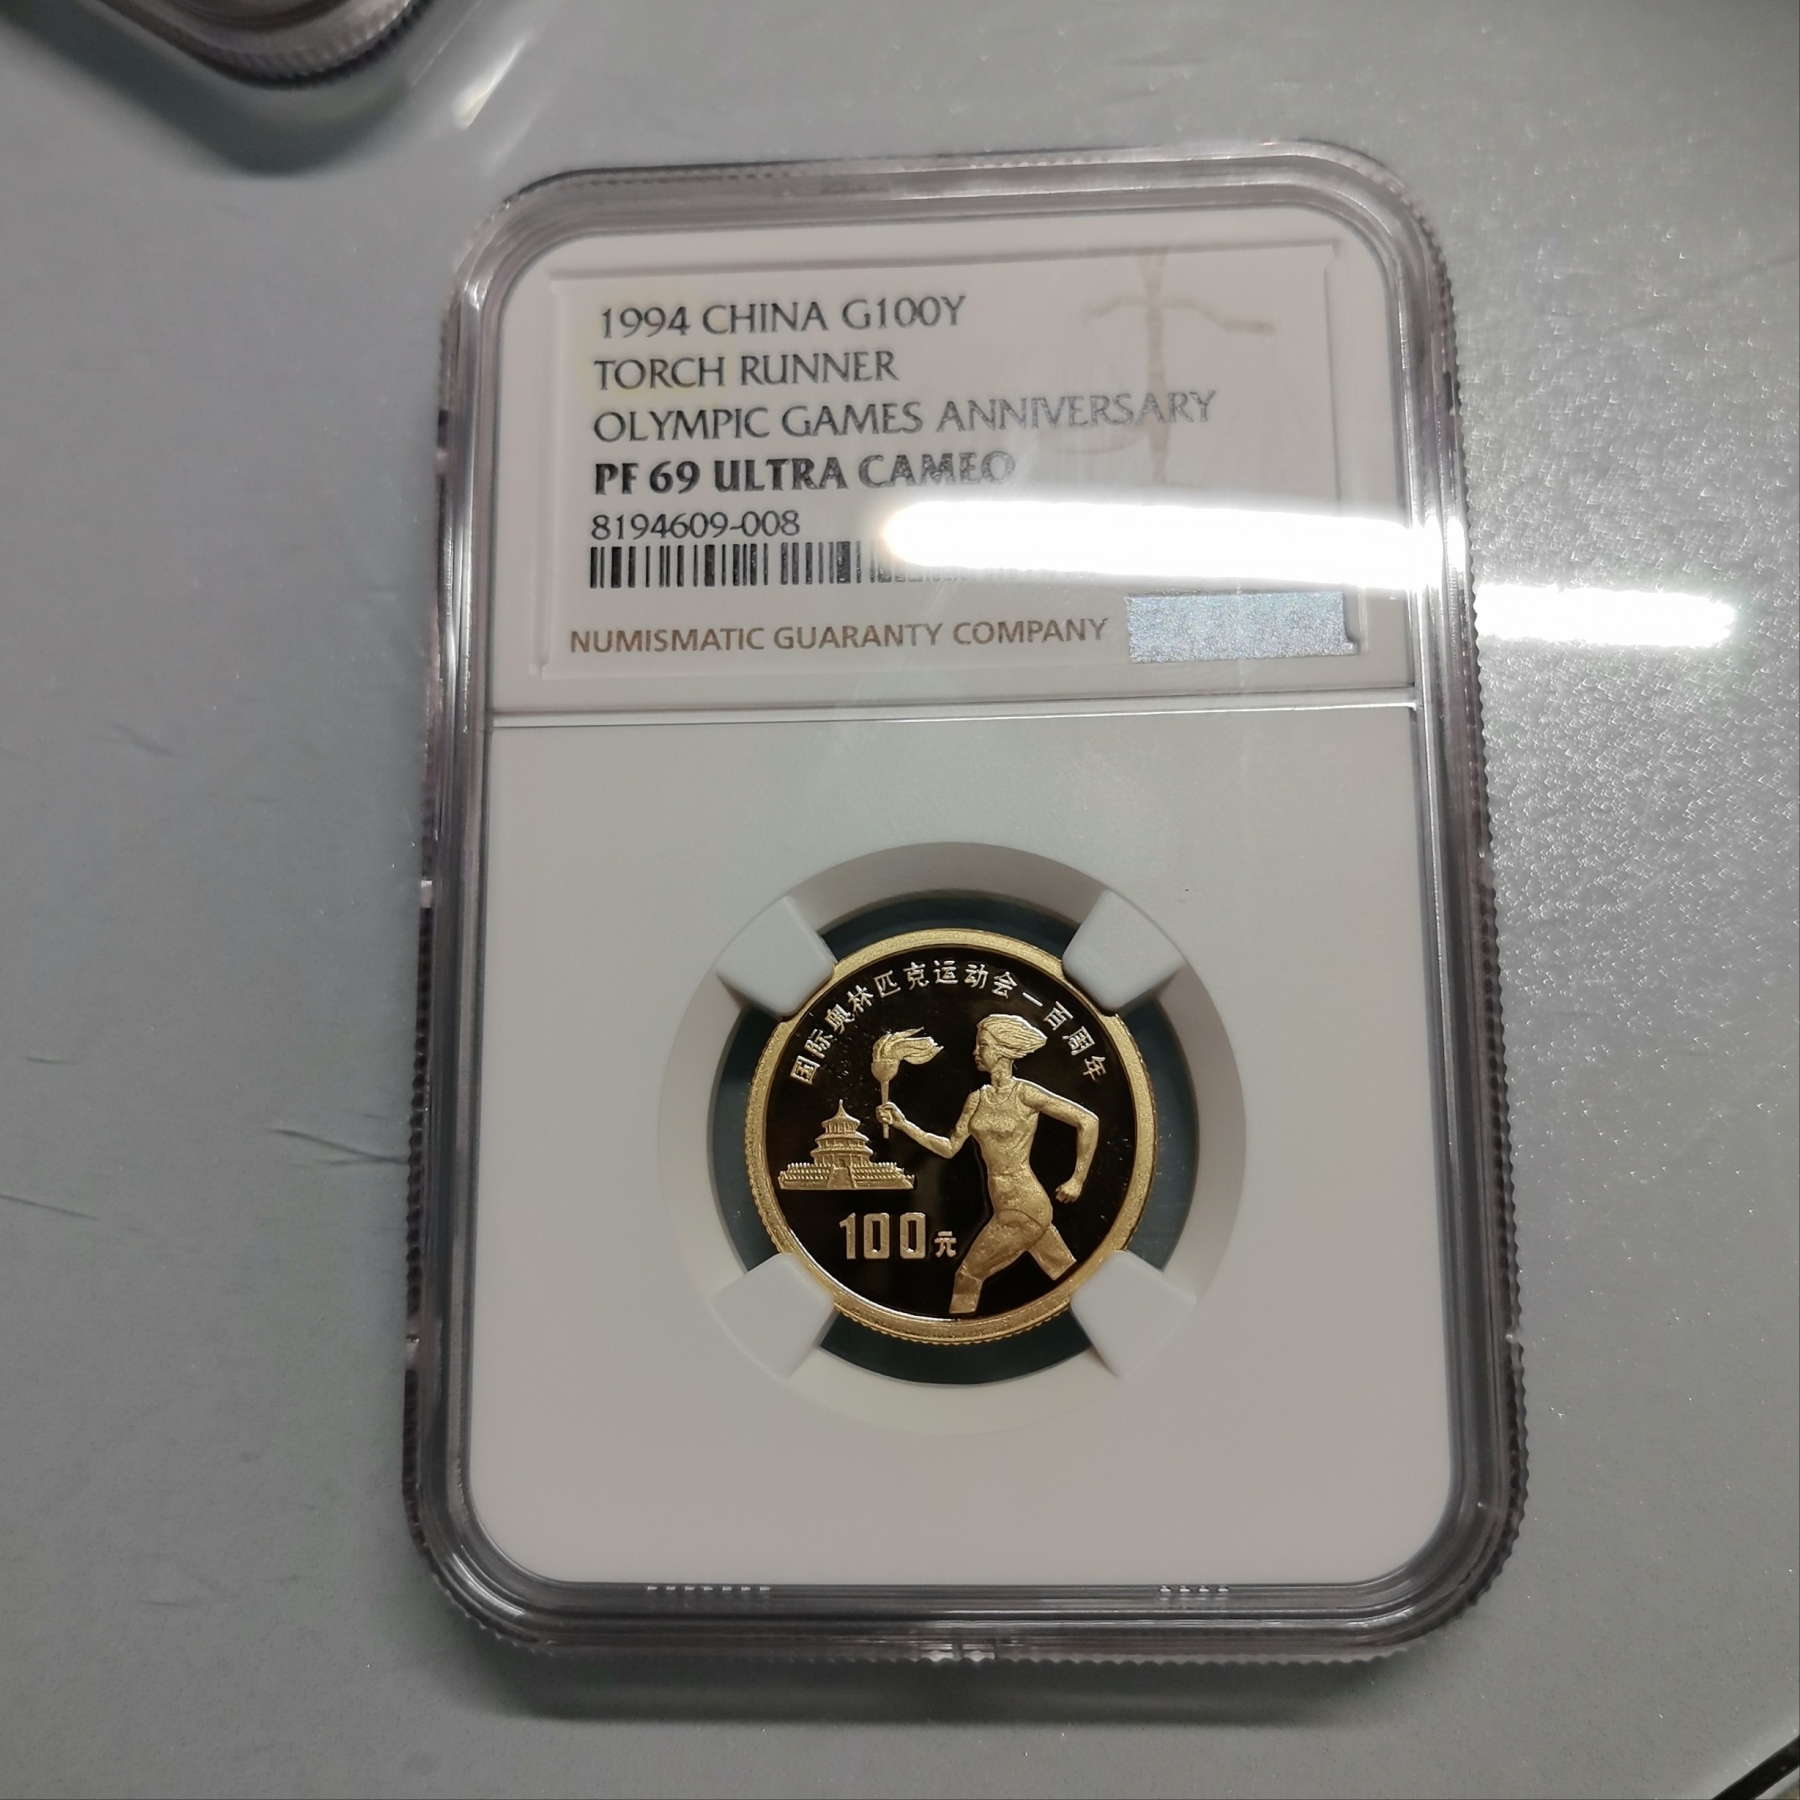 1994 CHINA G100Y
TORCH RUNNER
OLYMPIC GAMES ANNIVERSARY
PF 69 ULTRA CAMEO
8194609-008
NUMISMATIC GUARANTY COMPANY
国际奥林匹克运动会一百周年
100元